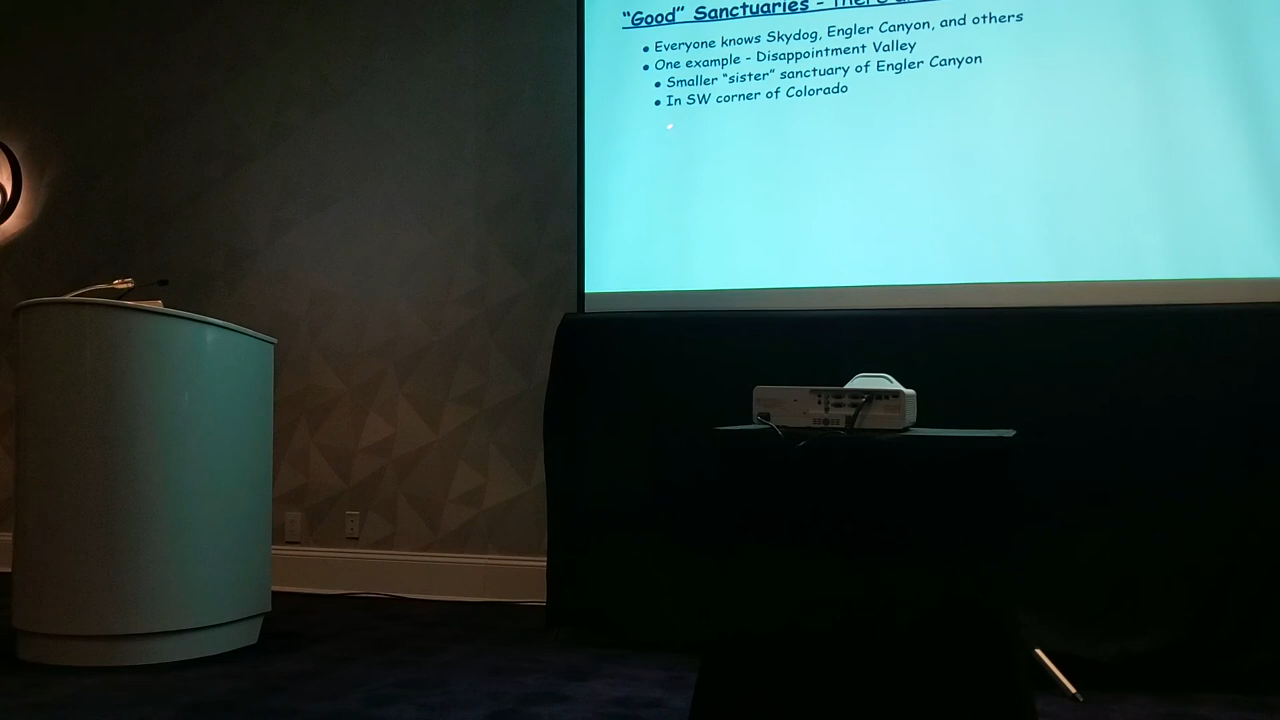 “Good” Sanctuaries - There
• Everyone knows Skydog, Engler Canyon, and others
• One example - Disappointment Valley
• Smaller “sister” sanctuary of Engler Canyon
• In SW corner of Colorado